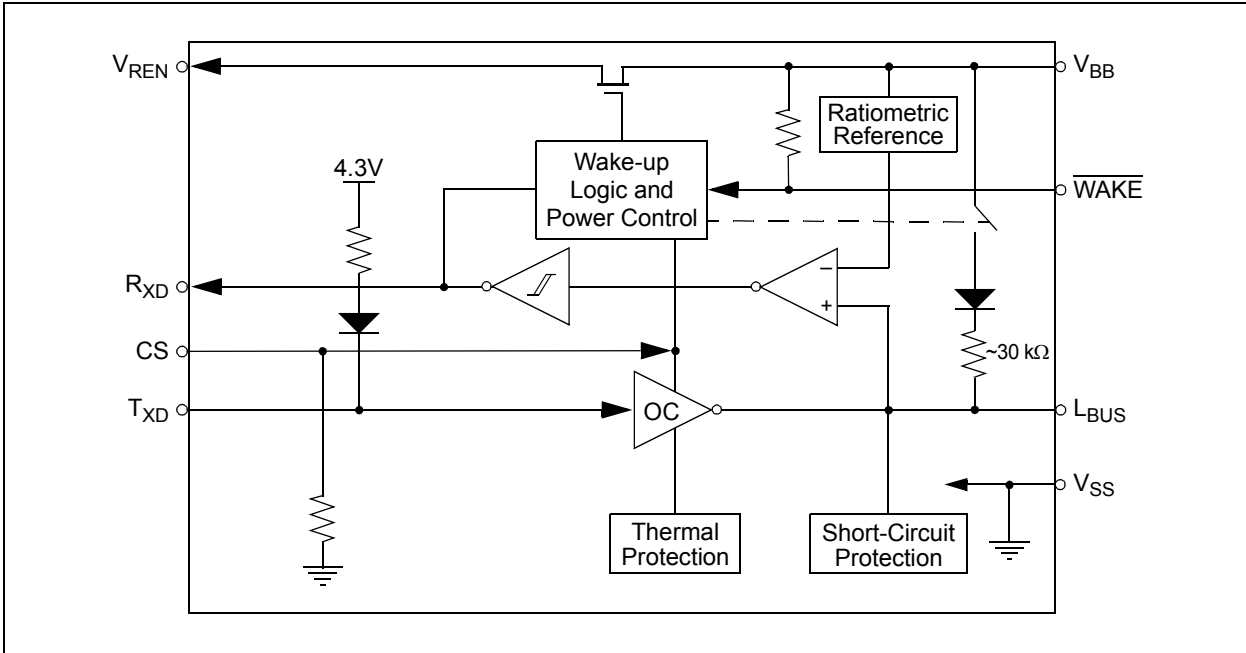 VREN
VBB
Ratiometric
Reference
Wake-up
Logic and
Power Control
4.3V
WAKE
RXD
−
+
CS
~30 kΩ
TXD
OC
LBUS
VSS
Thermal
Protection
Short-Circuit
Protection